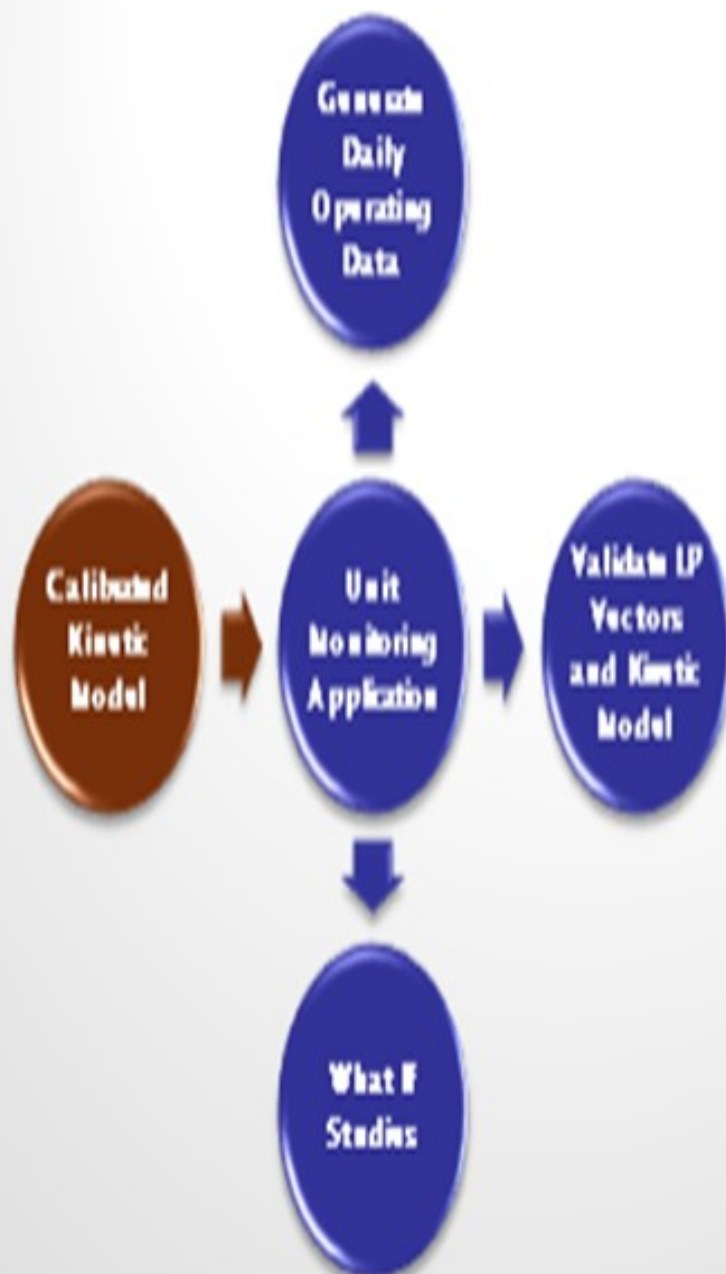 Generate
Daily
Operating
Data
Calibrated
Kinetic
Model
Unit
Monitoring
Application
Validate LP
Vectors
and Kinetic
Model
What If
Studies